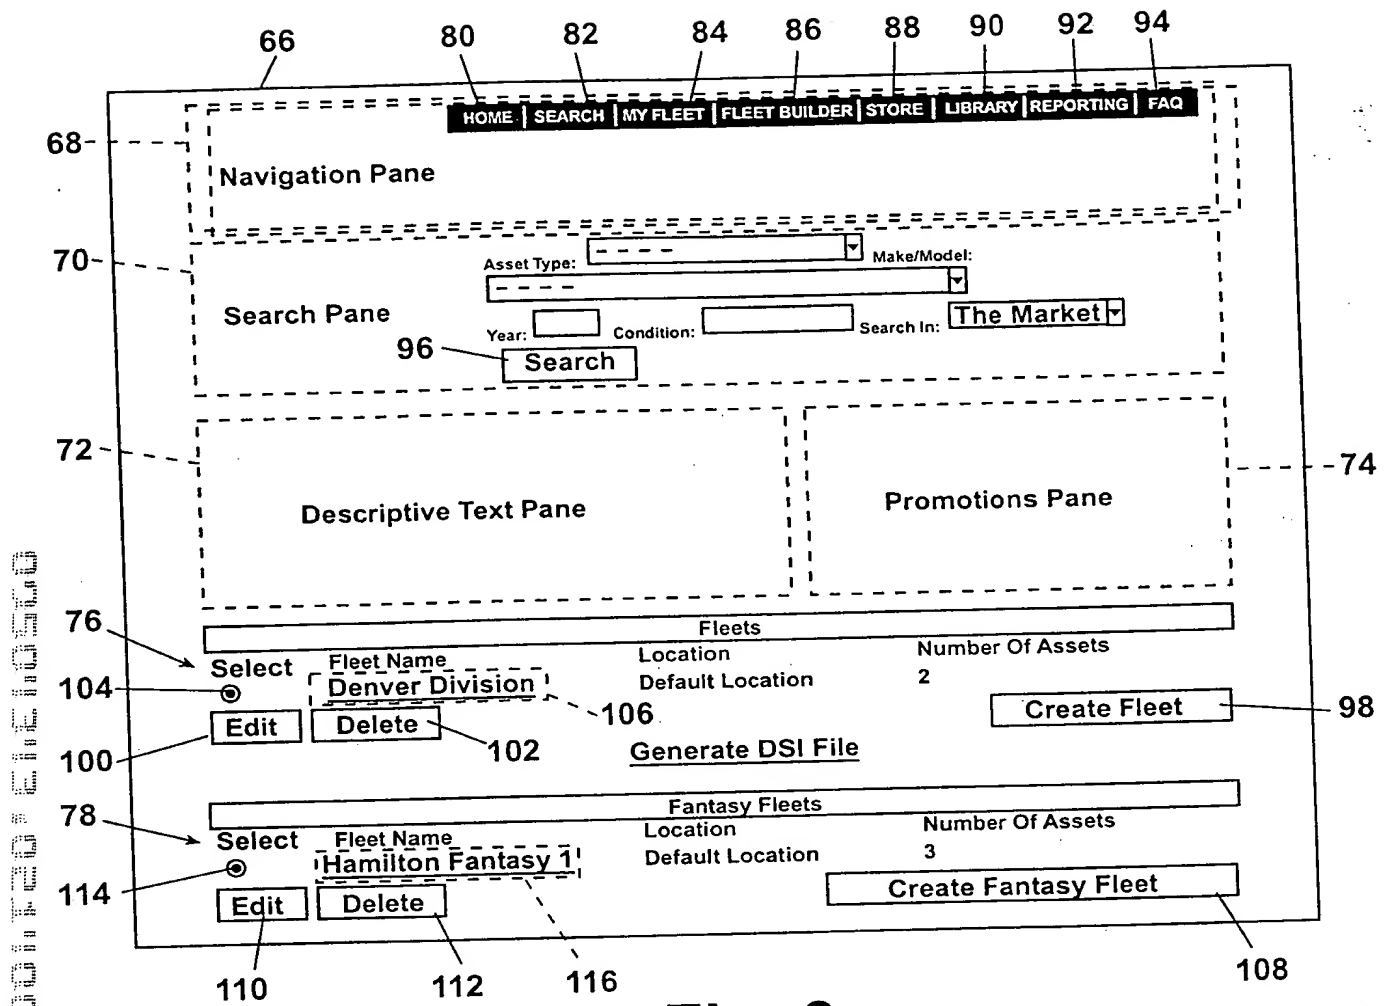 66 80 82 84 86 88 90 92 94
HOME | SEARCH | MY FLEET | FLEET BUILDER | STORE | LIBRARY | REPORTING | FAQ
68
Navigation Pane
70
Asset Type: - - - - - Make/Model:
- - - - -
Search Pane
Year: Condition: Search In: The Market
96
Search
72
74
Descriptive Text Pane
Promotions Pane
76
Fleets
Select Fleet Name Location Number Of Assets
104 Denver Division Default Location 2
106
Edit Delete Create Fleet 98
100 102 Generate DSI File
78
Fantasy Fleets
Select Fleet Name Location Number Of Assets
Hamilton Fantasy 1 Default Location 3
114
Edit Delete Create Fantasy Fleet
110 112 116 108